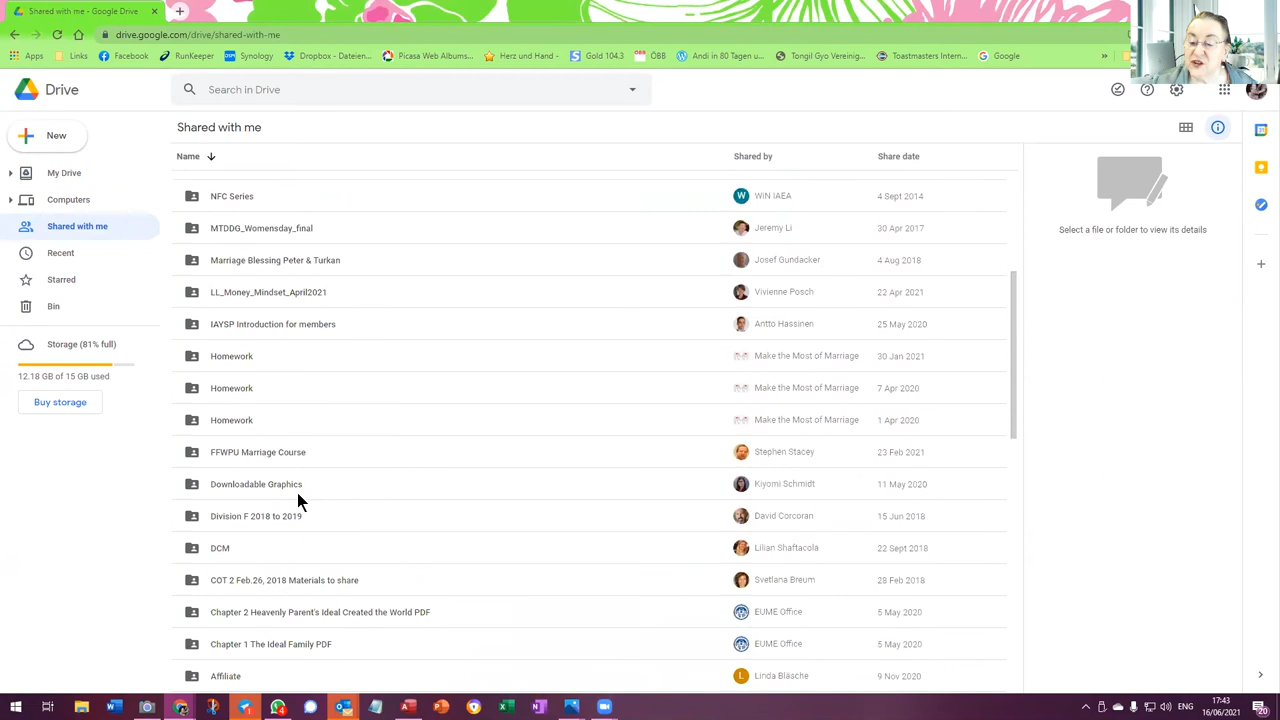 Shared with me - Google Drive
drive.google.com/drive/shared-with-me
Apps Links Facebook RunKeeper Synology Dropbox - Dateien... Picasa Web Albums... Herz und Hand - Gold 104.3 ÖBB Andi in 80 Tagen u... Tongil Gyo Vereinig... Toastmasters Intern... Google »
Drive
Search in Drive
New
Shared with me
Name Shared by Share date
My Drive
Computers
Shared with me
Recent
Starred
Bin
Storage (81% full)
12.18 GB of 15 GB used
Buy storage
NFC Series W WiN IAEA 4 Sept 2014
MTDDG_Womensday_final Jeremy Li 30 Apr 2017
Marriage Blessing Peter & Turkan Josef Gundacker 4 Aug 2018
LL_Money_Mindset_April2021 Vivienne Posch 22 Apr 2021
IAYSP Introduction for members Antto Hassinen 25 May 2020
Homework Make the Most of Marriage 30 Jan 2021
Homework Make the Most of Marriage 7 Apr 2020
Homework Make the Most of Marriage 1 Apr 2020
FFWPU Marriage Course Stephen Stacey 23 Feb 2021
Downloadable Graphics Kiyomi Schmidt 11 May 2020
Division F 2018 to 2019 David Corcoran 15 Jun 2018
DCM Lilian Shaftacola 22 Sept 2018
COT 2 Feb.26, 2018 Materials to share Svetlana Breum 28 Feb 2018
Chapter 2 Heavenly Parent's Ideal Created the World PDF EUME Office 5 May 2020
Chapter 1 The Ideal Family PDF EUME Office 5 May 2020
Affiliate L Linda Bläsche 9 Nov 2020
Select a file or folder to view its details
ENG
17:43
16/06/2021
20